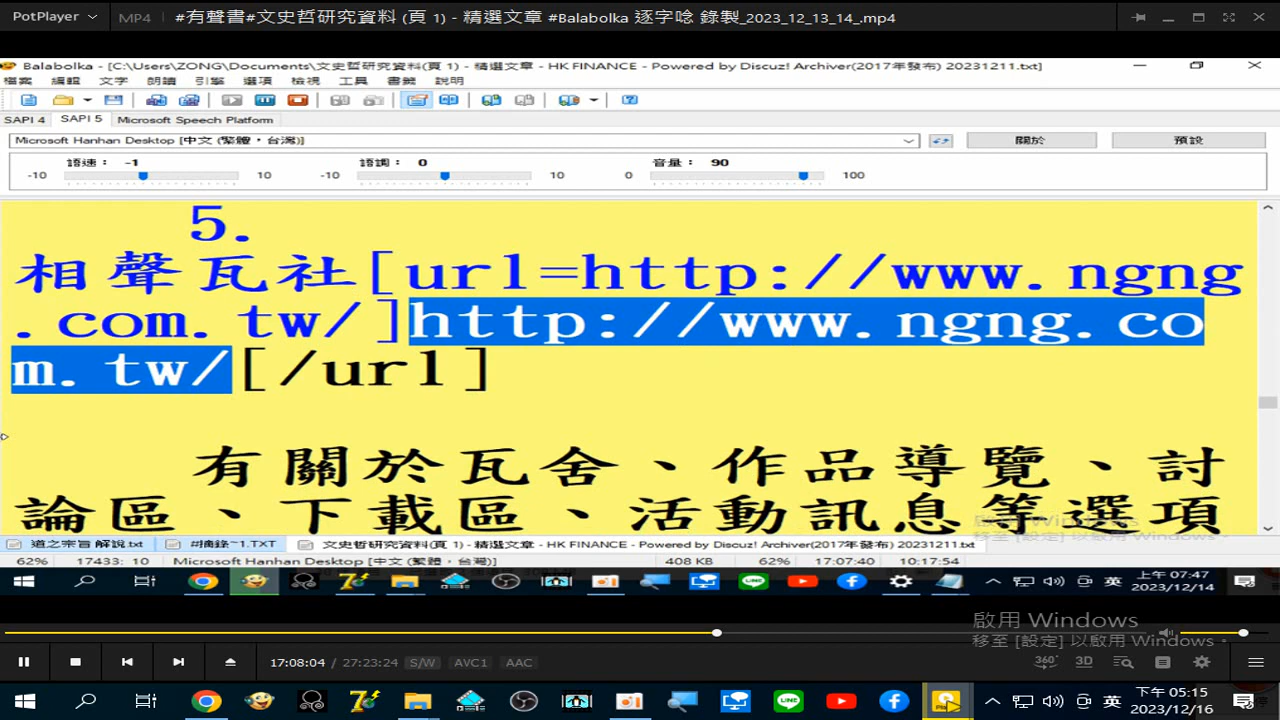 PotPlayer MP4 #有聲書#文史哲研究資料 (頁 1) - 精選文章 #Balabolka 逐字唸 錄製_2023_12_13_14_.mp4
Balabolka - [C:\Users\ZONG\Documents\文史哲研究資料(頁 1) - 精選文章 - HK FINANCE - Powered by Discuz! Archiver(2017年發布) 20231211.txt]
檔案 編輯 文字 朗讀 引擎 選項 檢視 工具 書籤 說明
SAPI 4 SAPI 5 Microsoft Speech Platform
Microsoft Hanhan Desktop [中文 (繁體，台灣)] 關於 預設
語速： -1 語調： 0 音量： 90
-10 10 -10 10 0 100
5.
相聲瓦社[url=http://www.ngng
.com.tw/]http://www.ngng.co
m.tw/[/url]
有關於瓦舍、作品導覽、討
論區、下載區、活動訊息等選項
啟用 Windows
移至 [設定] 以啟用 Windows。
道之宗旨 解說.txt #摘錄~1.TXT 文史哲研究資料(頁 1) - 精選文章 - HK FINANCE - Powered by Discuz! Archiver(2017年發布) 20231211.txt
62% 17433: 10 Microsoft Hanhan Desktop [中文 (繁體，台灣)] 408 KB 62% 17:07:40 10:17:54
英 上午 07:47
2023/12/14
啟用 Windows
移至 [設定] 以啟用 Windows。
17:08:04 / 27:23:24 S/W AVC1 AAC 360° 3D
英 下午 05:15
2023/12/16